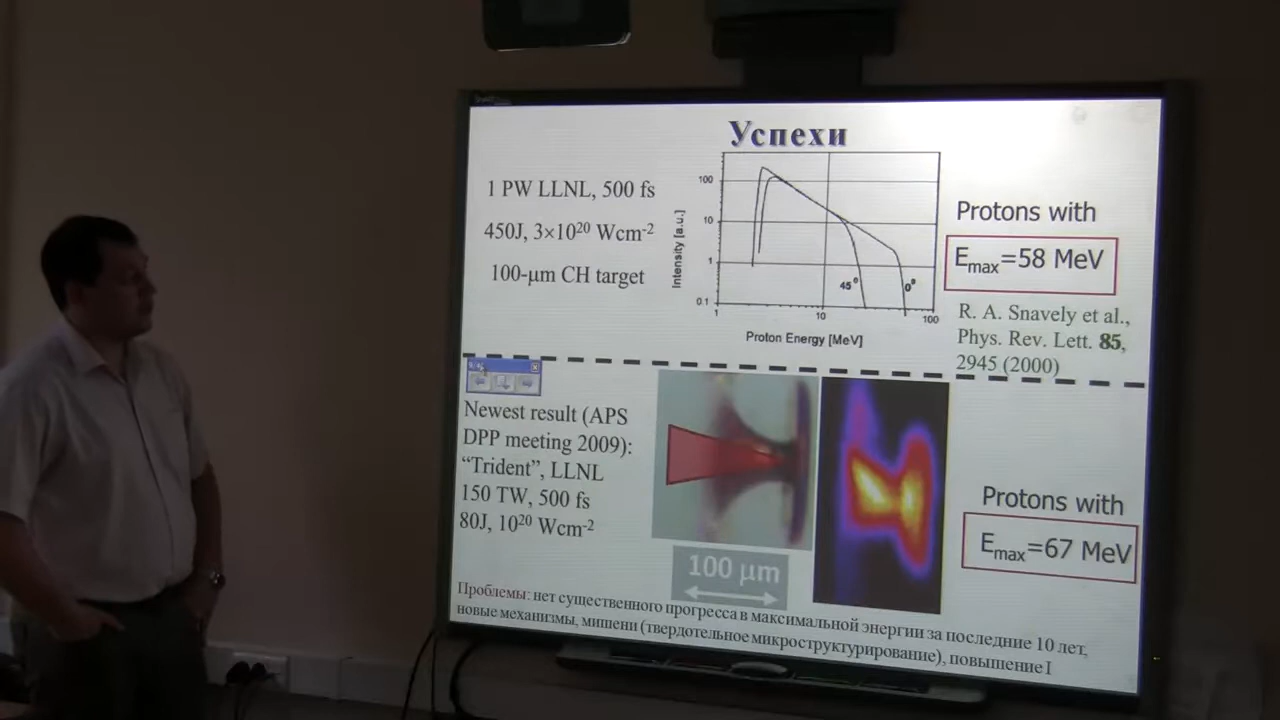 Успехи
1 PW LLNL, 500 fs
450J, 3×10²⁰ Wcm⁻²
100-μm CH target
Intensity [a.u.]
100
10
1
0.1
45°
0°
1
10
100
Proton Energy [MeV]
Protons with
Eₘₐₓ=58 MeV
R. A. Snavely et al.,
Phys. Rev. Lett. 85,
2945 (2000)
Newest result (APS
DPP meeting 2009):
“Trident”, LLNL
150 TW, 500 fs
80J, 10²⁰ Wcm⁻²
100 μm
Protons with
Eₘₐₓ=67 MeV
Проблемы: нет существенного прогресса в максимальной энергии за последние 10 лет,
новые механизмы, мишени (твердотельное микроструктурирование), повышение I